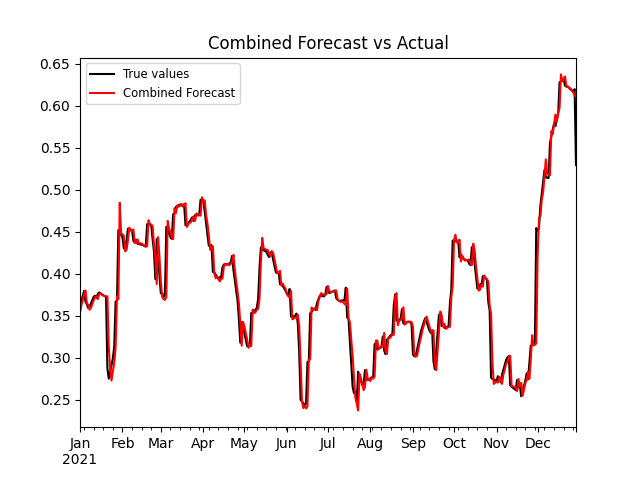 Combined Forecast vs Actual
True values
Combined Forecast
0.65
0.60
0.55
0.50
0.45
0.40
0.35
0.30
0.25
Jan Feb Mar Apr May Jun Jul Aug Sep Oct Nov Dec
2021